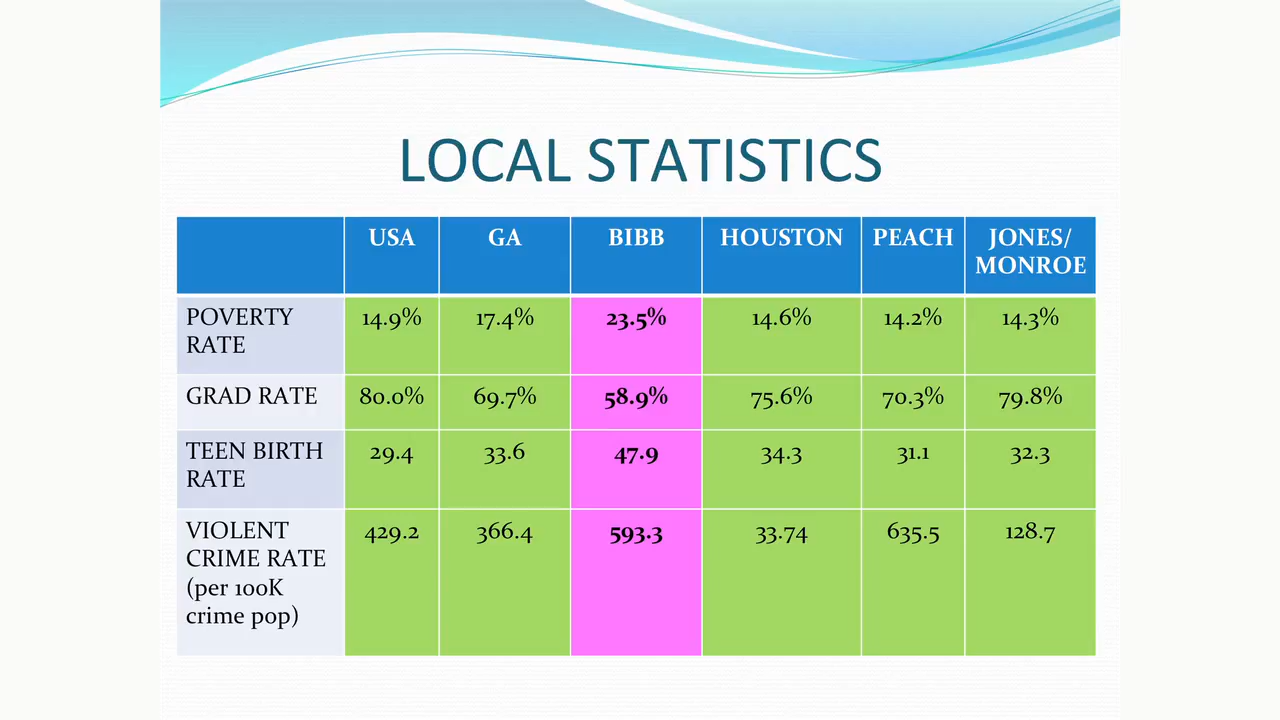 LOCAL STATISTICS
USA GA BIBB HOUSTON PEACH JONES/
MONROE
POVERTY 14.9% 17.4% 23.5% 14.6% 14.2% 14.3%
RATE
GRAD RATE 80.0% 69.7% 58.9% 75.6% 70.3% 79.8%
TEEN BIRTH 29.4 33.6 47.9 34.3 31.1 32.3
RATE
VIOLENT 429.2 366.4 593.3 33.74 635.5 128.7
CRIME RATE
(per 100K
crime pop)